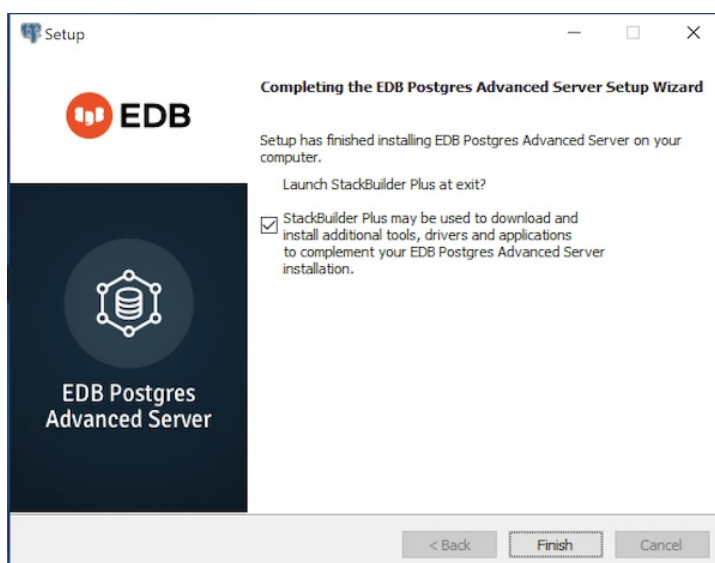 Setup
EDB
Completing the EDB Postgres Advanced Server Setup Wizard
Setup has finished installing EDB Postgres Advanced Server on your
computer.
Launch StackBuilder Plus at exit?
StackBuilder Plus may be used to download and
install additional tools, drivers and applications
to complement your EDB Postgres Advanced Server
installation.
EDB Postgres
Advanced Server
< Back
Finish
Cancel